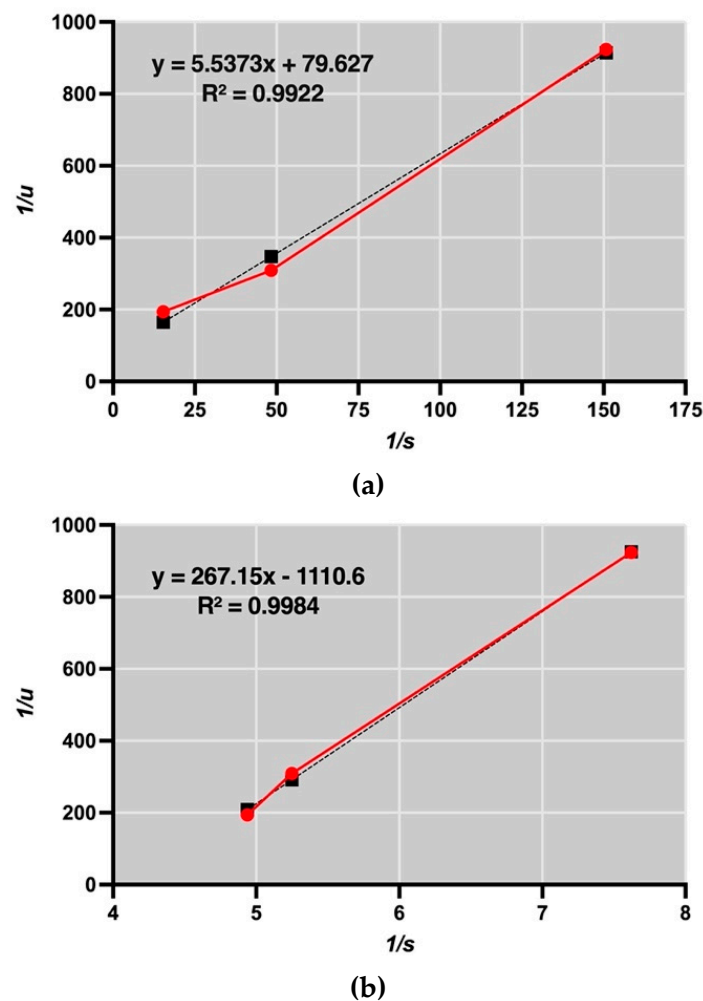 1000
y = 5.5373x + 79.627
R² = 0.9922
800
600
1/u
400
200
0
0 25 50 75 100 125 150 175
1/s
(a)
1000
y = 267.15x - 1110.6
R² = 0.9984
800
600
1/u
400
200
0
4 5 6 7 8
1/s
(b)